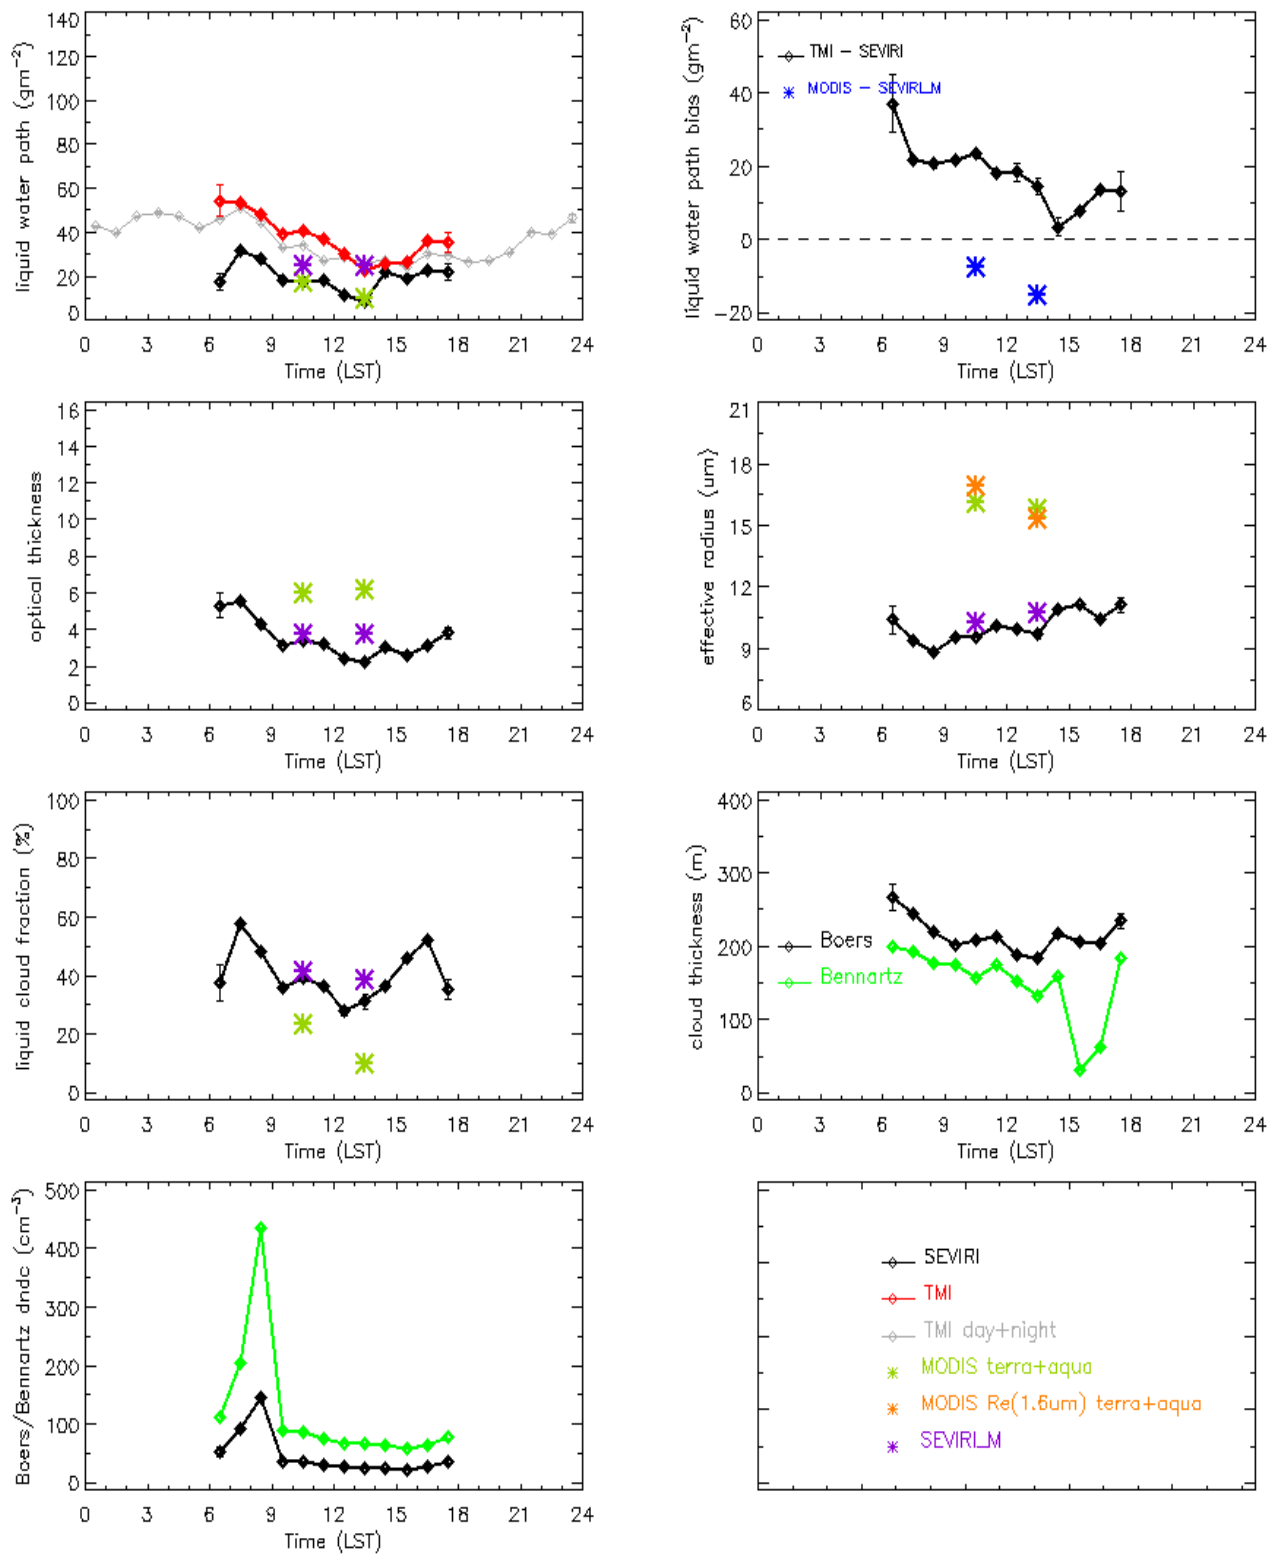 liquid water path (gm⁻²)
140
120
100
80
60
40
20
0
0 3 6 9 12 15 18 21 24
Time (LST)
liquid water path bias (gm⁻²)
60
40
20
0
−20
TMI − SEVIRI
MODIS − SEVIRI_M
0 3 6 9 12 15 18 21 24
Time (LST)
optical thickness
16
14
12
10
8
6
4
2
0
0 3 6 9 12 15 18 21 24
Time (LST)
effective radius (um)
21
18
15
12
9
6
0 3 6 9 12 15 18 21 24
Time (LST)
liquid cloud fraction (%)
100
80
60
40
20
0
0 3 6 9 12 15 18 21 24
Time (LST)
cloud thickness (m)
400
300
200
100
0
Boers
Bennartz
0 3 6 9 12 15 18 21 24
Time (LST)
Boers/Bennartz dndc (cm⁻³)
500
400
300
200
100
0
0 3 6 9 12 15 18 21 24
Time (LST)
SEVIRI
TMI
TMI day+night
MODIS terra+aqua
MODIS Re(1.6um) terra+aqua
SEVIRI_M